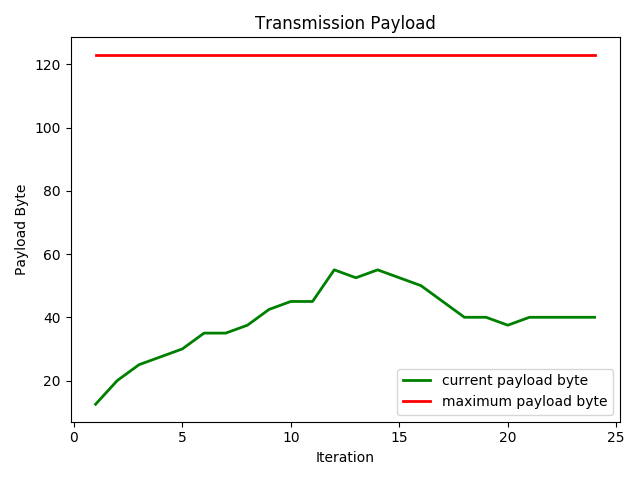 Transmission Payload
Payload Byte
120
100
80
60
40
20
current payload byte
maximum payload byte
0
5
10
15
20
25
Iteration